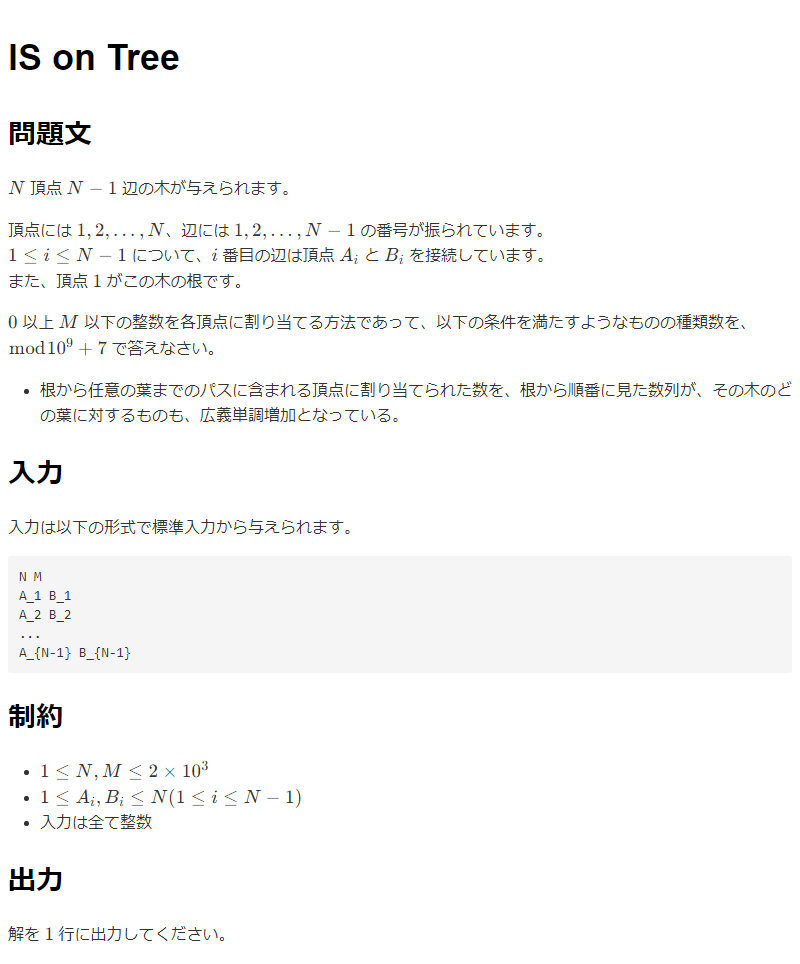 IS on Tree
問題文
N 頂点 N − 1 辺の木が与えられます。
頂点には 1, 2, … , N、辺には 1, 2, … , N − 1 の番号が振られています。
1 ≤ i ≤ N − 1 について、i 番目の辺は頂点 A_i と B_i を接続しています。
また、頂点 1 がこの木の根です。
0 以上 M 以下の整数を各頂点に割り当てる方法であって、以下の条件を満たすようなものの種類数を、
mod 10^9 + 7 で答えなさい。
• 根から任意の葉までのパスに含まれる頂点に割り当てられた数を、根から順番に見た数列が、その木のど
の葉に対するものも、広義単調増加となっている。
入力
入力は以下の形式で標準入力から与えられます。
N M
A_1 B_1
A_2 B_2
...
A_{N-1} B_{N-1}
制約
• 1 ≤ N, M ≤ 2 × 10^3
• 1 ≤ A_i, B_i ≤ N(1 ≤ i ≤ N − 1)
• 入力は全て整数
出力
解を 1 行に出力してください。